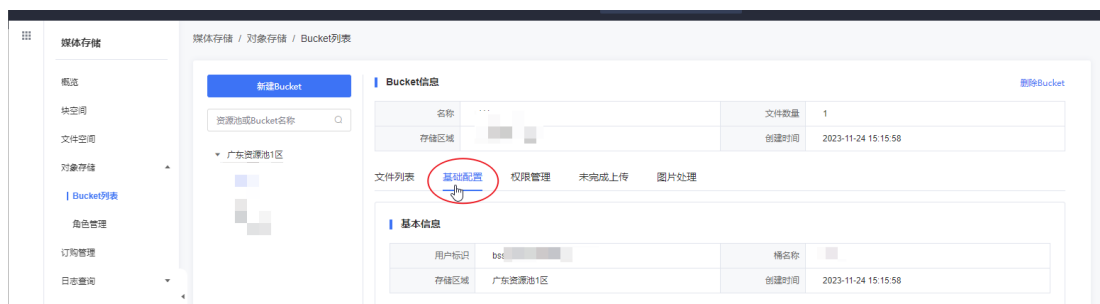 媒体存储
概览
块空间
文件空间
对象存储
Bucket列表
角色管理
订购管理
日志查询
媒体存储 / 对象存储 / Bucket列表
新建Bucket
资源池或Bucket名称
广东资源池1区
Bucket信息
删除Bucket
名称 文件数量 1
存储区域 创建时间 2023-11-24 15:15:58
文件列表 基础配置 权限管理 未完成上传 图片处理
基本信息
用户标识 桶名称
存储区域 广东资源池1区 创建时间 2023-11-24 15:15:58